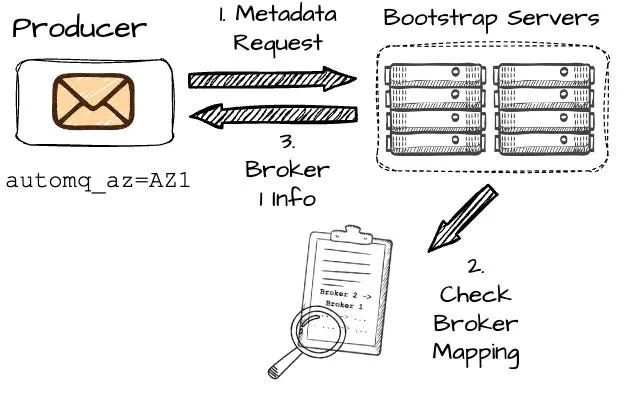 Producer
1. Metadata
Request
Bootstrap Servers
automq_az=AZ1
3.
Broker
1 Info
2.
Check
Broker
Mapping
Broker 2 ->
Broker 1
... -> ...
... -> ...